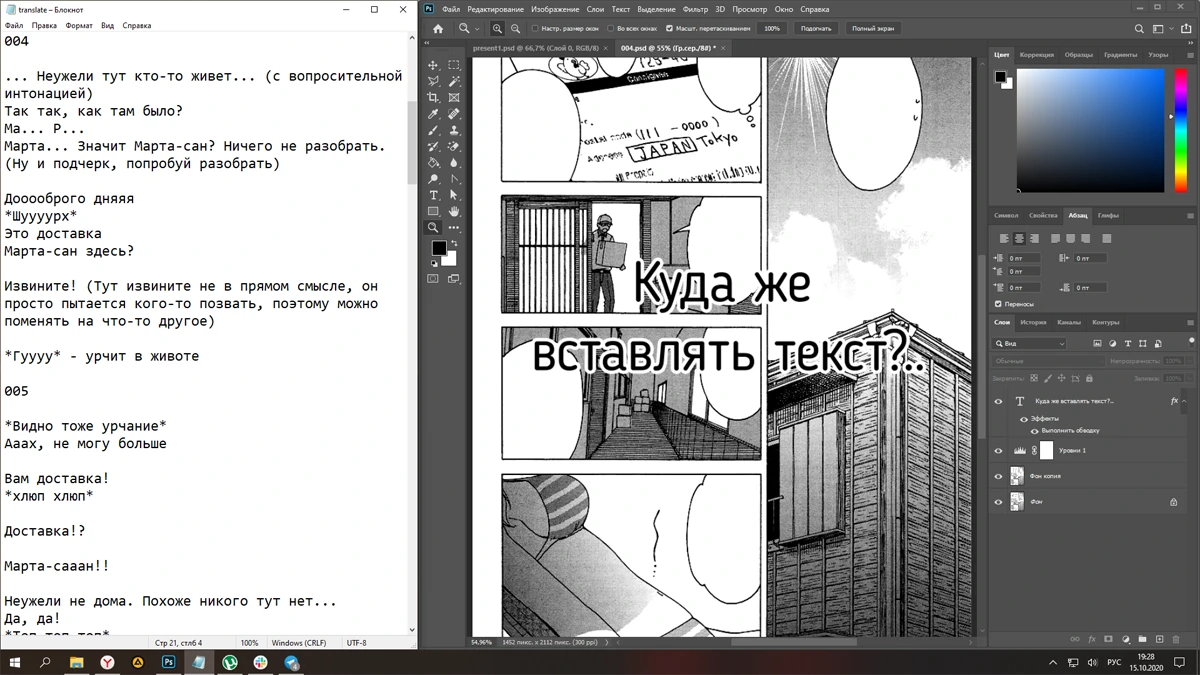 translate – Блокнот
Файл Правка Формат Вид Справка
004
... Неужели тут кто-то живет... (с вопросительной
интонацией)
Так так, как там было?
Ма... Р...
Марта... Значит Марта-сан? Ничего не разобрать.
(Ну и подчерк, попробуй разобрать)
Дооооброго дняяя
*Шуууурх*
Это доставка
Марта-сан здесь?
Извините! (Тут извините не в прямом смысле, он
просто пытается кого-то позвать, поэтому можно
поменять на что-то другое)
*Гуууу* - урчит в животе
005
*Видно тоже урчание*
Ааах, не могу больше
Вам доставка!
*хлюп хлюп*
Доставка!?
Марта-сааан!!
Неужели не дома. Похоже никого тут нет...
Да, да!
*Топ топ топ*
Стр 21, стлб 4 100% Windows (CRLF) UTF-8
Ps Файл Редактирование Изображение Слои Текст Выделение Фильтр 3D Просмотр Окно Справка
Настр. размер окон Во всех окнах Масшт. перетаскиванием 100% Подогнать Полный экран
present1.psd @ 66,7% (Слой 0, RGB/8) × 004.psd @ 55% (Гр.сер./8#) * ×
(111 - 0000)
JAPAN Tokyo
Куда же
вставлять текст?..
54,96% 1452 пикс. x 2112 пикс. (300 ppi)
Цвет Коррекция Образцы Градиенты Узоры
Символ Свойства Абзац Глифы
0 пт 0 пт
0 пт
0 пт 0 пт
Переносы
Слои История Каналы Контуры
Вид
Обычные Непрозрачность: 100%
Закрепить: Заливка: 100%
T Куда же вставлять текст?.. fx
Эффекты
Выполнить обводку
Уровни 1
Фон копия
Фон
РУС 19:28
15.10.2020